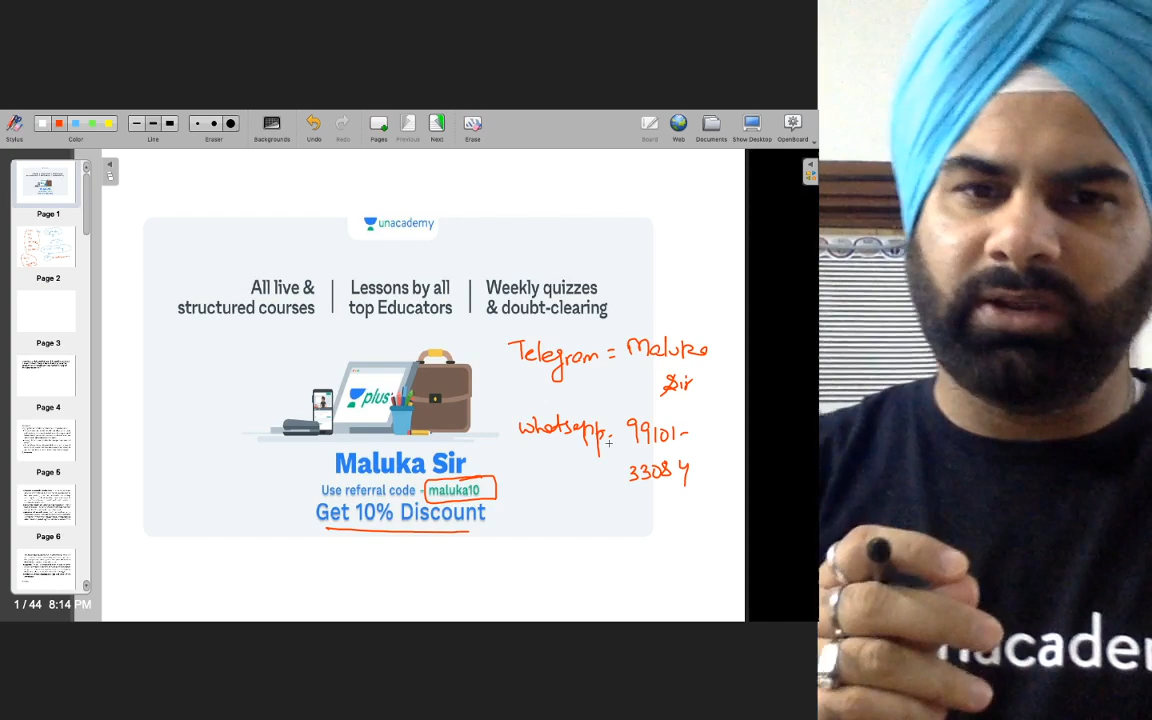 Stylus
Color
Line
Eraser
Backgrounds
Undo
Redo
Pages
Previous
Next
Erase
Board
Web
Documents
Show Desktop
OpenBoard
Page 1
Page 2
Page 3
Page 4
Page 5
Page 6
1 / 44 8:14 PM
unacademy
All live &
structured courses
Lessons by all
top Educators
Weekly quizzes
& doubt-clearing
plus
Telegram = Maluka
Sir
Whatsapp - 99101-
33084
Maluka Sir
Use referral code - maluka10
Get 10% Discount
unacade